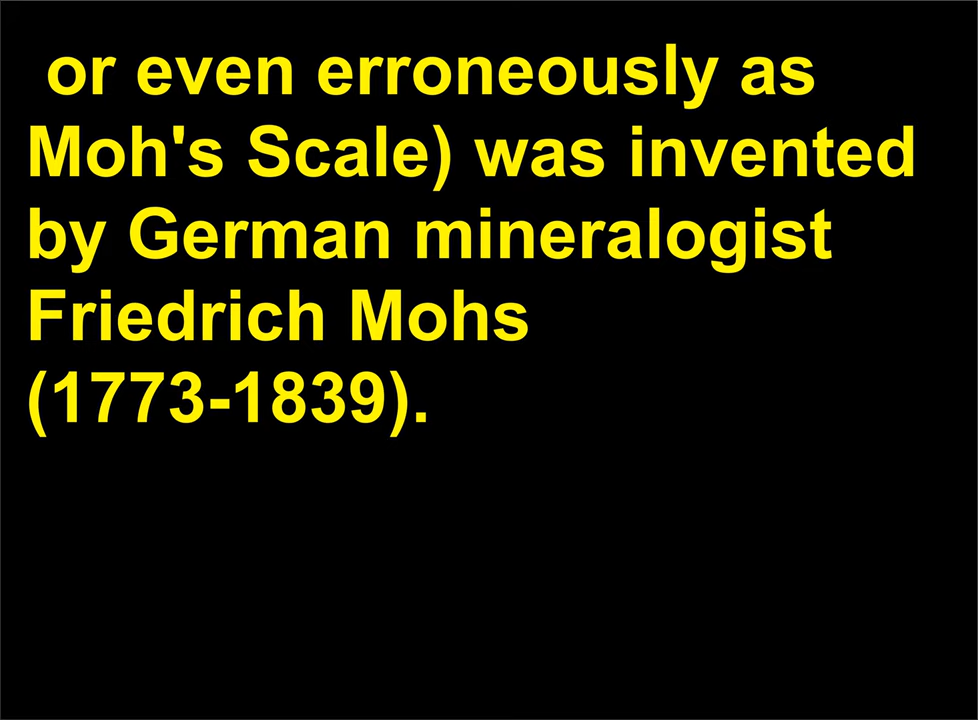 or even erroneously as
Moh's Scale) was invented
by German mineralogist
Friedrich Mohs
(1773-1839).